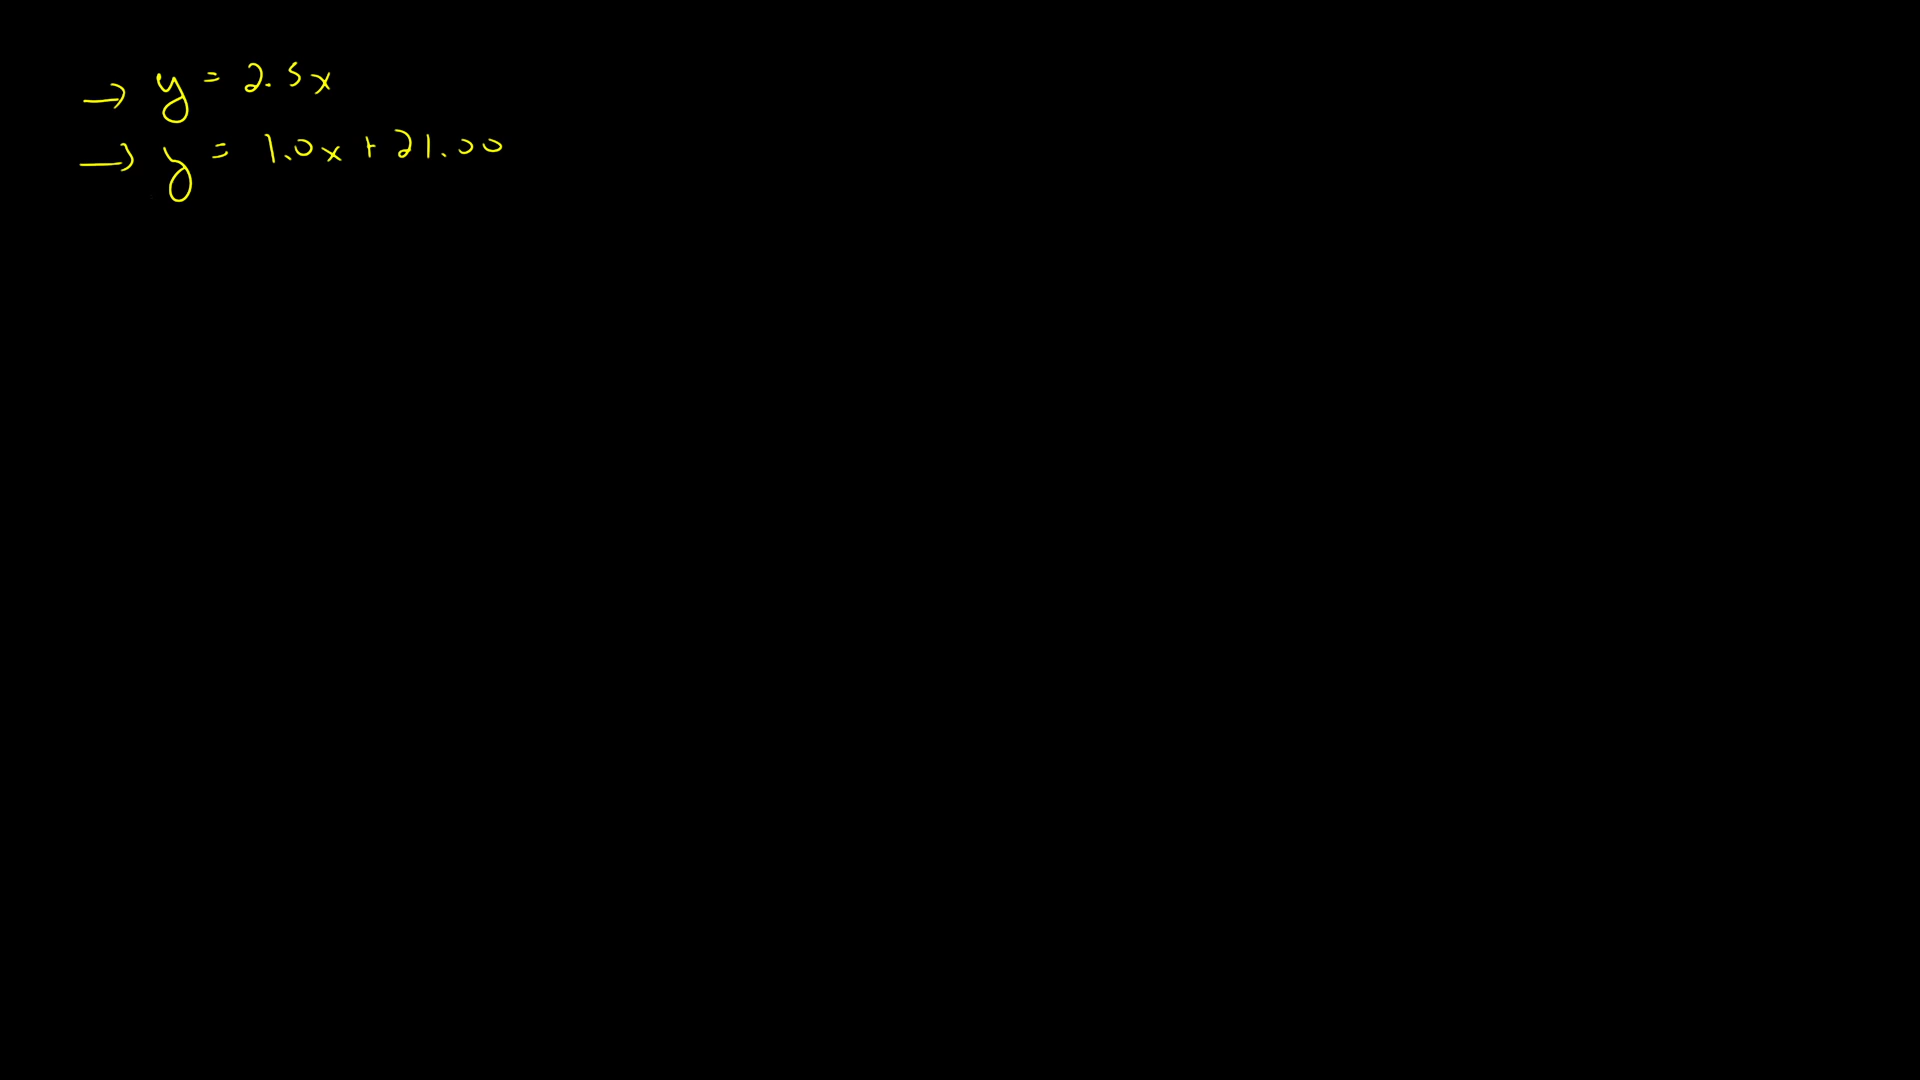 → y = 2.5x
→ y = 1.0x + 21.00